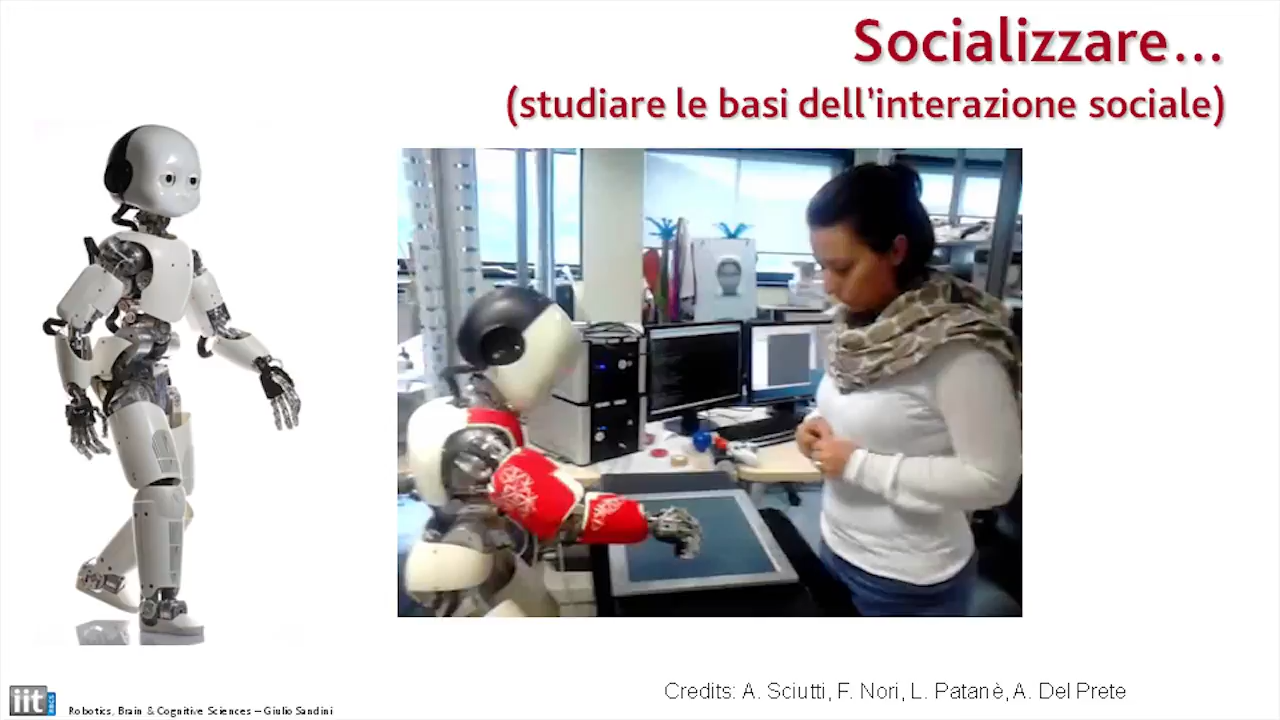 Socializzare...
(studiare le basi dell'interazione sociale)
Credits: A. Sciutti, F. Nori, L. Patanè, A. Del Prete
iit RBCS
Robotics, Brain & Cognitive Sciences – Giulio Sandini